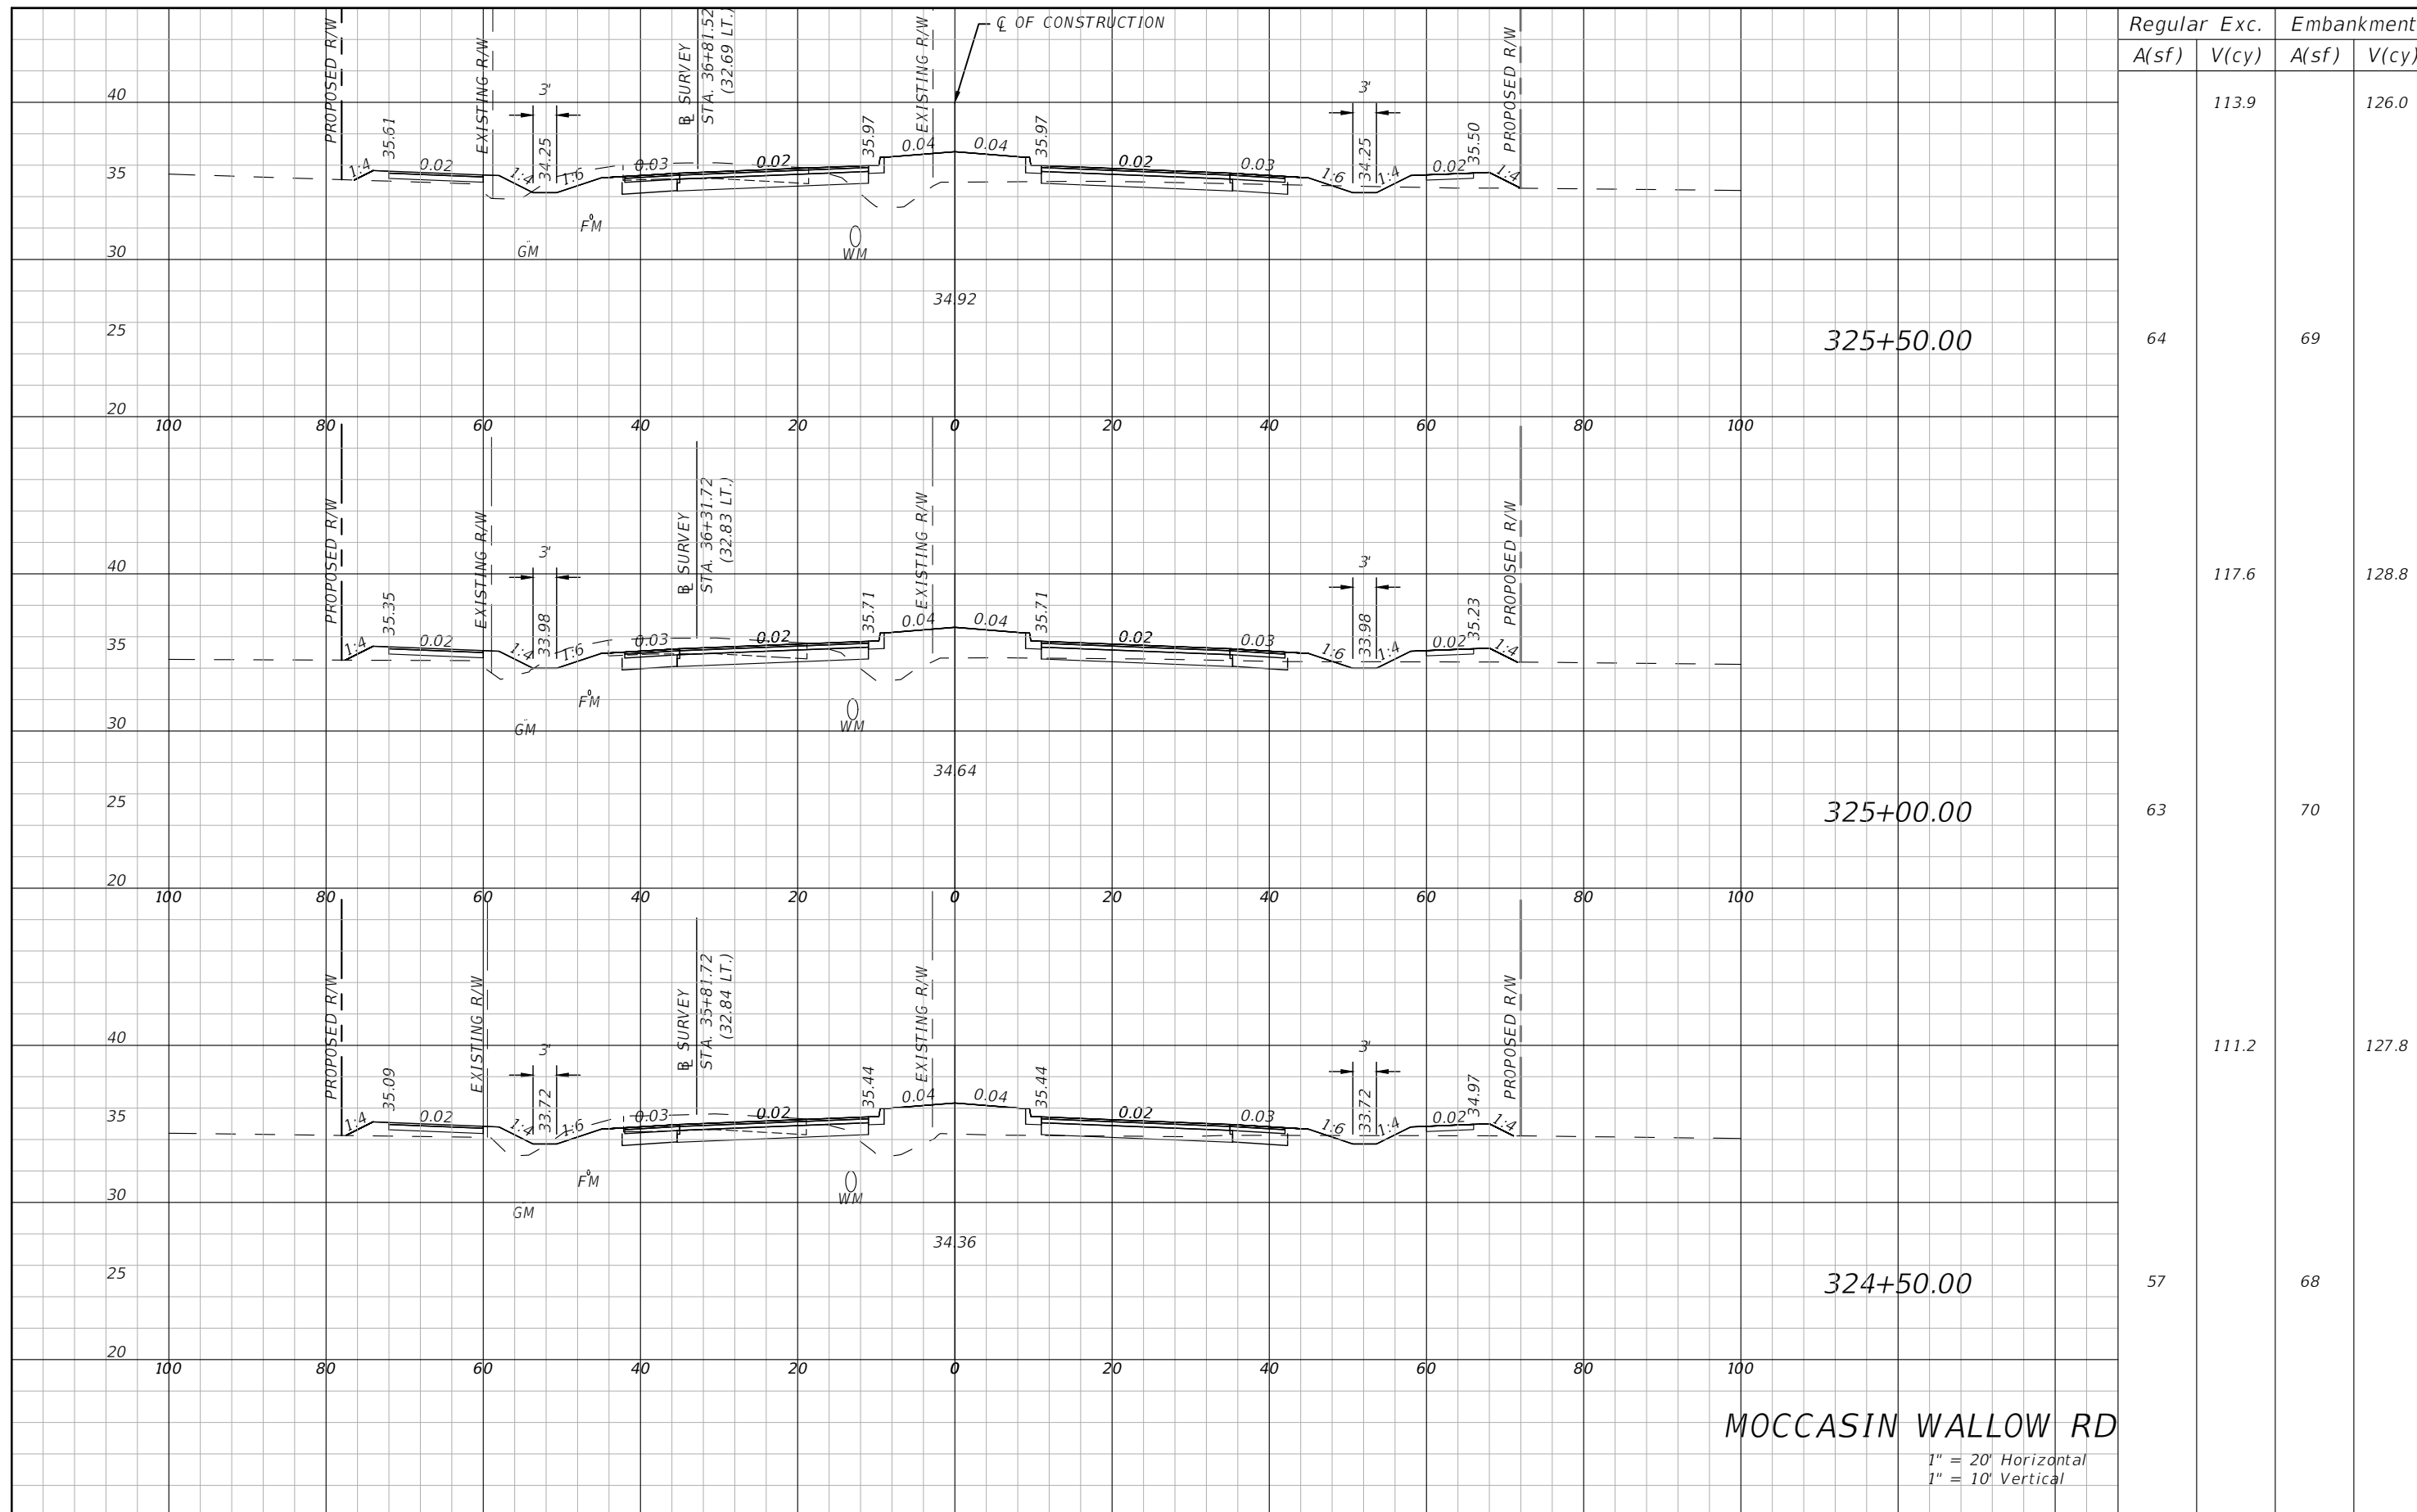 ℄ OF CONSTRUCTION
Regular Exc. Embankment
A(sf) V(cy) A(sf) V(cy)
PROPOSED R/W
EXISTING R/W
℄ SURVEY
STA. 36+81.52
(32.69 LT.)
EXISTING R/W
PROPOSED R/W
113.9 126.0
40
3' 3'
35.61 34.25 35.97 35.97 34.25 35.50
1:4 0.02 1:4 1:6 0.03 0.02 0.04 0.04 0.02 0.03 1:6 1:4 0.02 1:4
35
FM
GM WM
30
34.92
25
325+50.00 64 69
20
100 80 60 40 20 0 20 40 60 80 100
PROPOSED R/W
EXISTING R/W
℄ SURVEY
STA. 36+31.72
(32.83 LT.)
EXISTING R/W
PROPOSED R/W
117.6 128.8
40
3' 3'
35.35 33.98 35.71 35.71 33.98 35.23
1:4 0.02 1:4 1:6 0.03 0.02 0.04 0.04 0.02 0.03 1:6 1:4 0.02 1:4
35
FM
GM WM
30
34.64
25
325+00.00 63 70
20
100 80 60 40 20 0 20 40 60 80 100
PROPOSED R/W
EXISTING R/W
℄ SURVEY
STA. 35+81.72
(32.84 LT.)
EXISTING R/W
PROPOSED R/W
111.2 127.8
40
3' 3'
35.09 33.72 35.44 35.44 33.72 34.97
1:4 0.02 1:4 1:6 0.03 0.02 0.04 0.04 0.02 0.03 1:6 1:4 0.02 1:4
35
FM
GM WM
30
34.36
25
324+50.00 57 68
20
100 80 60 40 20 0 20 40 60 80 100
MOCCASIN WALLOW RD
1" = 20' Horizontal
1" = 10' Vertical